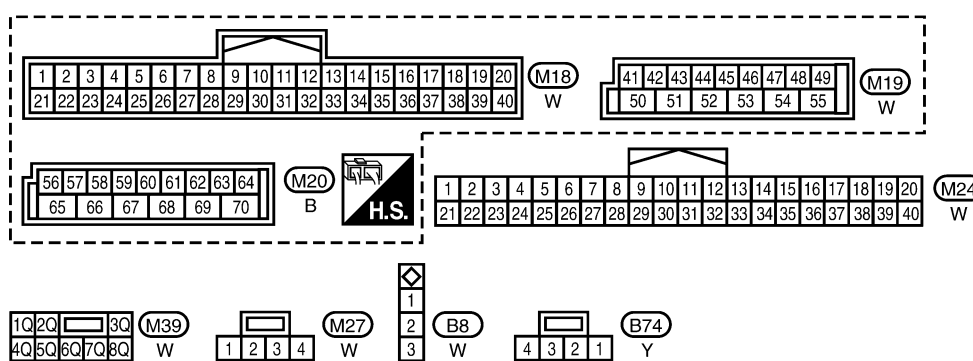 1 2 3 4 5 6 7 8 9 10 11 12 13 14 15 16 17 18 19 20
21 22 23 24 25 26 27 28 29 30 31 32 33 34 35 36 37 38 39 40
M18
W
41 42 43 44 45 46 47 48 49
50 51 52 53 54 55
M19
W
56 57 58 59 60 61 62 63 64
65 66 67 68 69 70
M20
B
H.S.
1 2 3 4 5 6 7 8 9 10 11 12 13 14 15 16 17 18 19 20
21 22 23 24 25 26 27 28 29 30 31 32 33 34 35 36 37 38 39 40
M24
W
1Q 2Q 3Q
4Q 5Q 6Q 7Q 8Q
M39
W
1 2 3 4
M27
W
1
2
3
B8
W
4 3 2 1
B74
Y